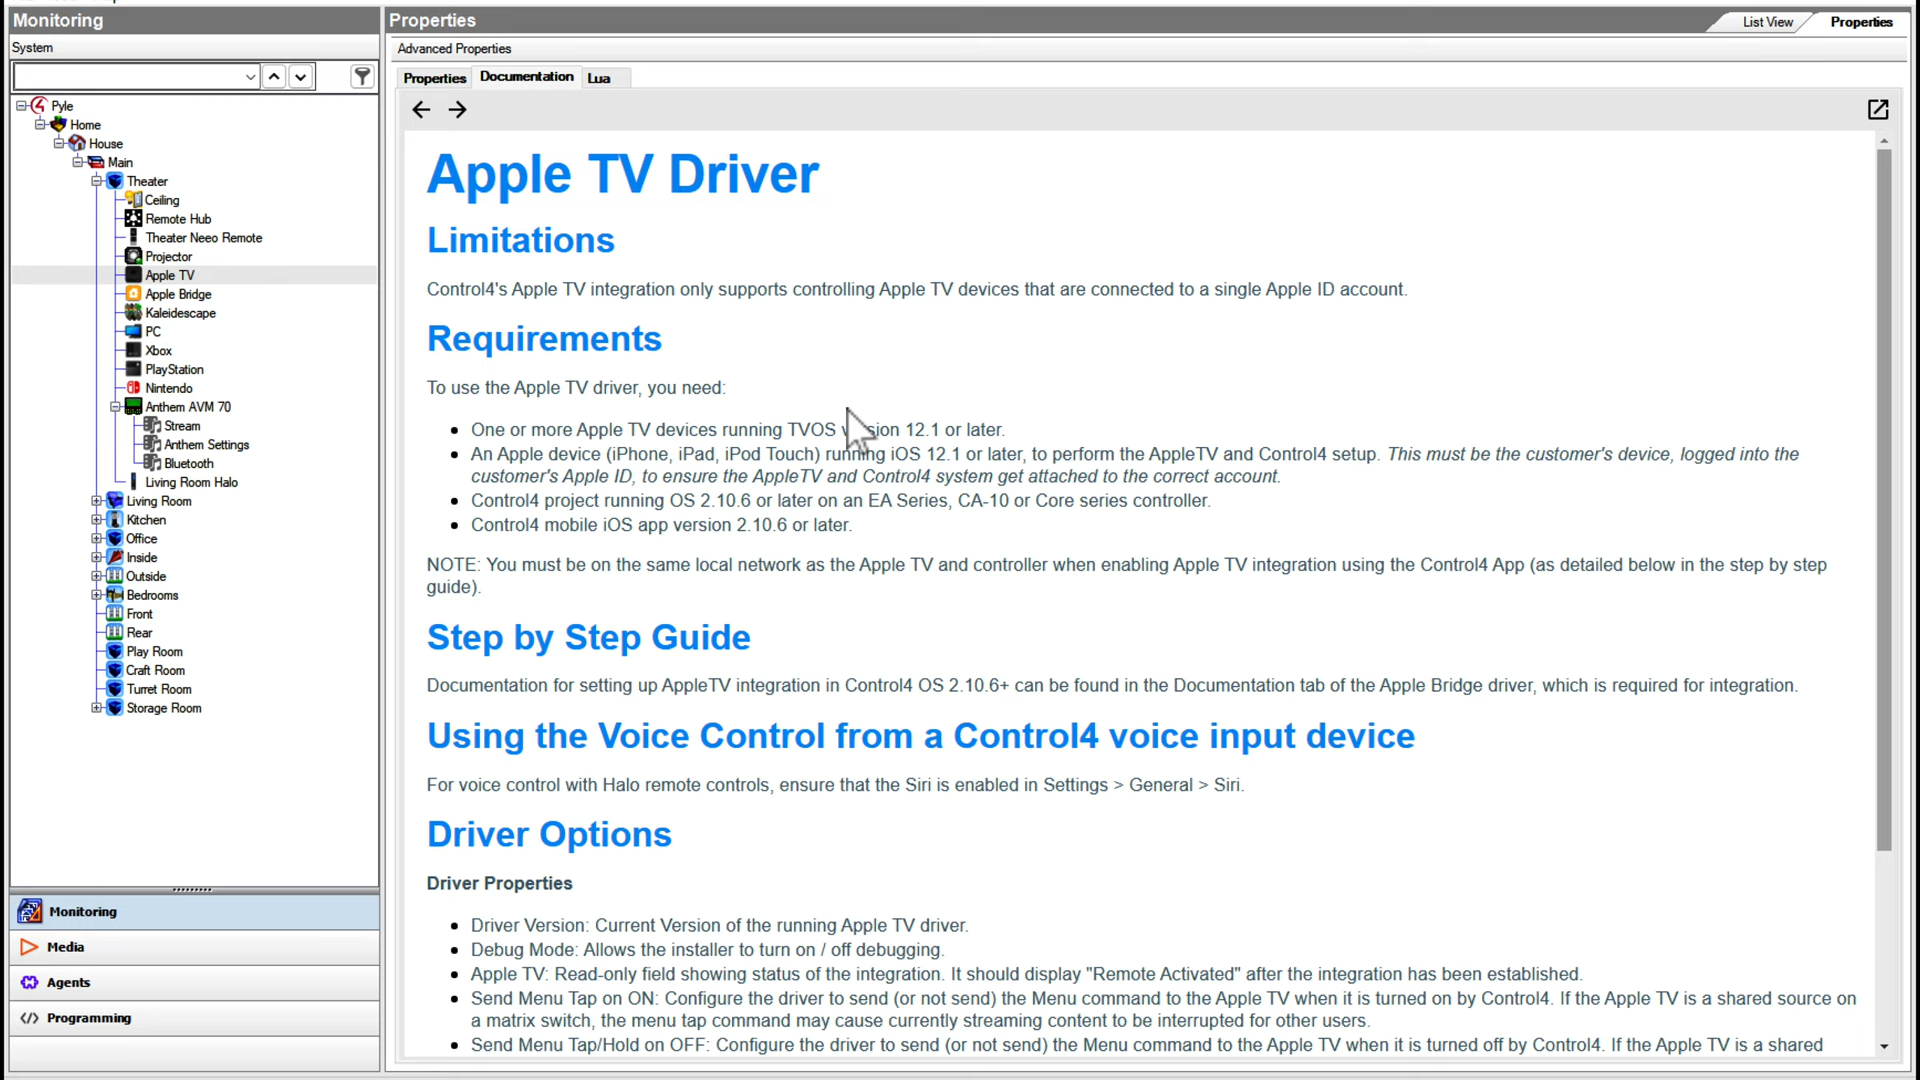 Monitoring
System
Pyle
Home
House
Main
Theater
Ceiling
Remote Hub
Theater Neeo Remote
Projector
Apple TV
Apple Bridge
Kaleidescape
PC
Xbox
PlayStation
Nintendo
Anthem AVM 70
Stream
Anthem Settings
Bluetooth
Living Room Halo
Living Room
Kitchen
Office
Inside
Outside
Bedrooms
Front
Rear
Play Room
Craft Room
Turret Room
Storage Room
Monitoring
Media
Agents
Programming
Properties
List View Properties
Advanced Properties
Properties Documentation Lua
Apple TV Driver
Limitations
Control4's Apple TV integration only supports controlling Apple TV devices that are connected to a single Apple ID account.
Requirements
To use the Apple TV driver, you need:
One or more Apple TV devices running TVOS version 12.1 or later.
An Apple device (iPhone, iPad, iPod Touch) running iOS 12.1 or later, to perform the AppleTV and Control4 setup. This must be the customer's device, logged into the
customer's Apple ID, to ensure the AppleTV and Control4 system get attached to the correct account.
Control4 project running OS 2.10.6 or later on an EA Series, CA-10 or Core series controller.
Control4 mobile iOS app version 2.10.6 or later.
NOTE: You must be on the same local network as the Apple TV and controller when enabling Apple TV integration using the Control4 App (as detailed below in the step by step
guide).
Step by Step Guide
Documentation for setting up AppleTV integration in Control4 OS 2.10.6+ can be found in the Documentation tab of the Apple Bridge driver, which is required for integration.
Using the Voice Control from a Control4 voice input device
For voice control with Halo remote controls, ensure that the Siri is enabled in Settings > General > Siri.
Driver Options
Driver Properties
Driver Version: Current Version of the running Apple TV driver.
Debug Mode: Allows the installer to turn on / off debugging.
Apple TV: Read-only field showing status of the integration. It should display "Remote Activated" after the integration has been established.
Send Menu Tap on ON: Configure the driver to send (or not send) the Menu command to the Apple TV when it is turned on by Control4. If the Apple TV is a shared source on
a matrix switch, the menu tap command may cause currently streaming content to be interrupted for other users.
Send Menu Tap/Hold on OFF: Configure the driver to send (or not send) the Menu command to the Apple TV when it is turned off by Control4. If the Apple TV is a shared